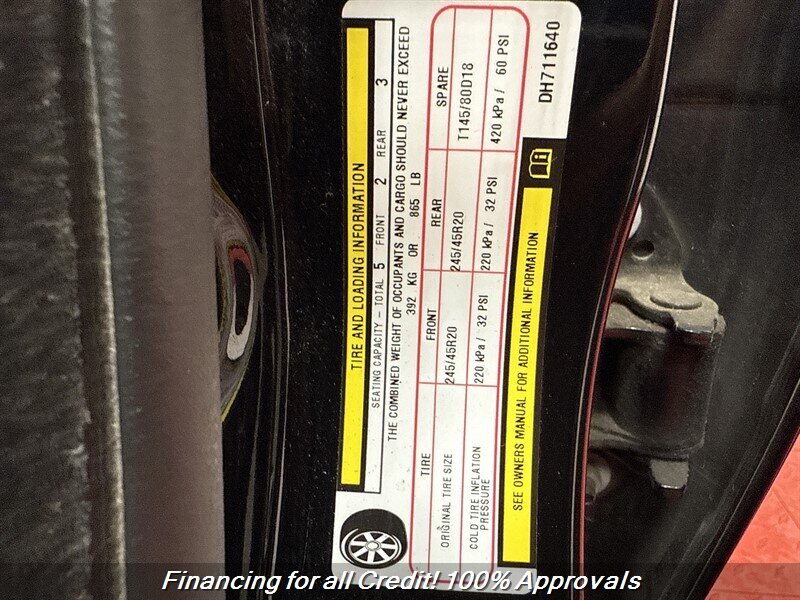 TIRE AND LOADING INFORMATION
SEATING CAPACITY - TOTAL 5 FRONT 2 REAR 3
THE COMBINED WEIGHT OF OCCUPANTS AND CARGO SHOULD NEVER EXCEED
392 KG OR 865 LB
TIRE FRONT REAR SPARE
ORIGINAL TIRE SIZE 245/45R20 245/45R20 T145/80D18
COLD TIRE INFLATION
PRESSURE 220 kPa / 32 PSI 220 kPa / 32 PSI 420 kPa / 60 PSI
SEE OWNERS MANUAL FOR ADDITIONAL INFORMATION
DH711640
Financing for all Credit! 100% Approvals